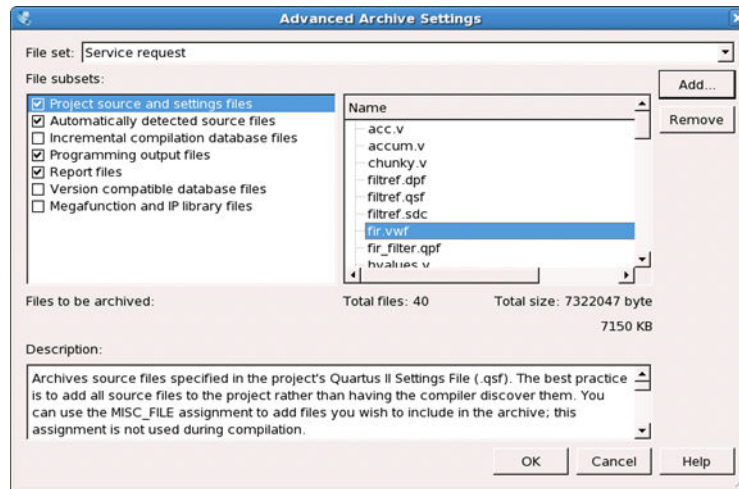 Advanced Archive Settings
File set: Service request
File subsets:
Add...
Project source and settings files
Automatically detected source files
Incremental compilation database files
Programming output files
Report files
Version compatible database files
Megafunction and IP library files
Name
acc.v
accum.v
chunky.v
filtref.dpf
filtref.qsf
filtref.sdc
fir.vwf
fir_filter.qpf
hvalues.v
Remove
Files to be archived:
Total files: 40
Total size: 7322047 byte
7150 KB
Description:
Archives source files specified in the project's Quartus II Settings File (.qsf). The best practice
is to add all source files to the project rather than having the compiler discover them. You
can use the MISC_FILE assignment to add files you wish to include in the archive; this
assignment is not used during compilation.
OK
Cancel
Help